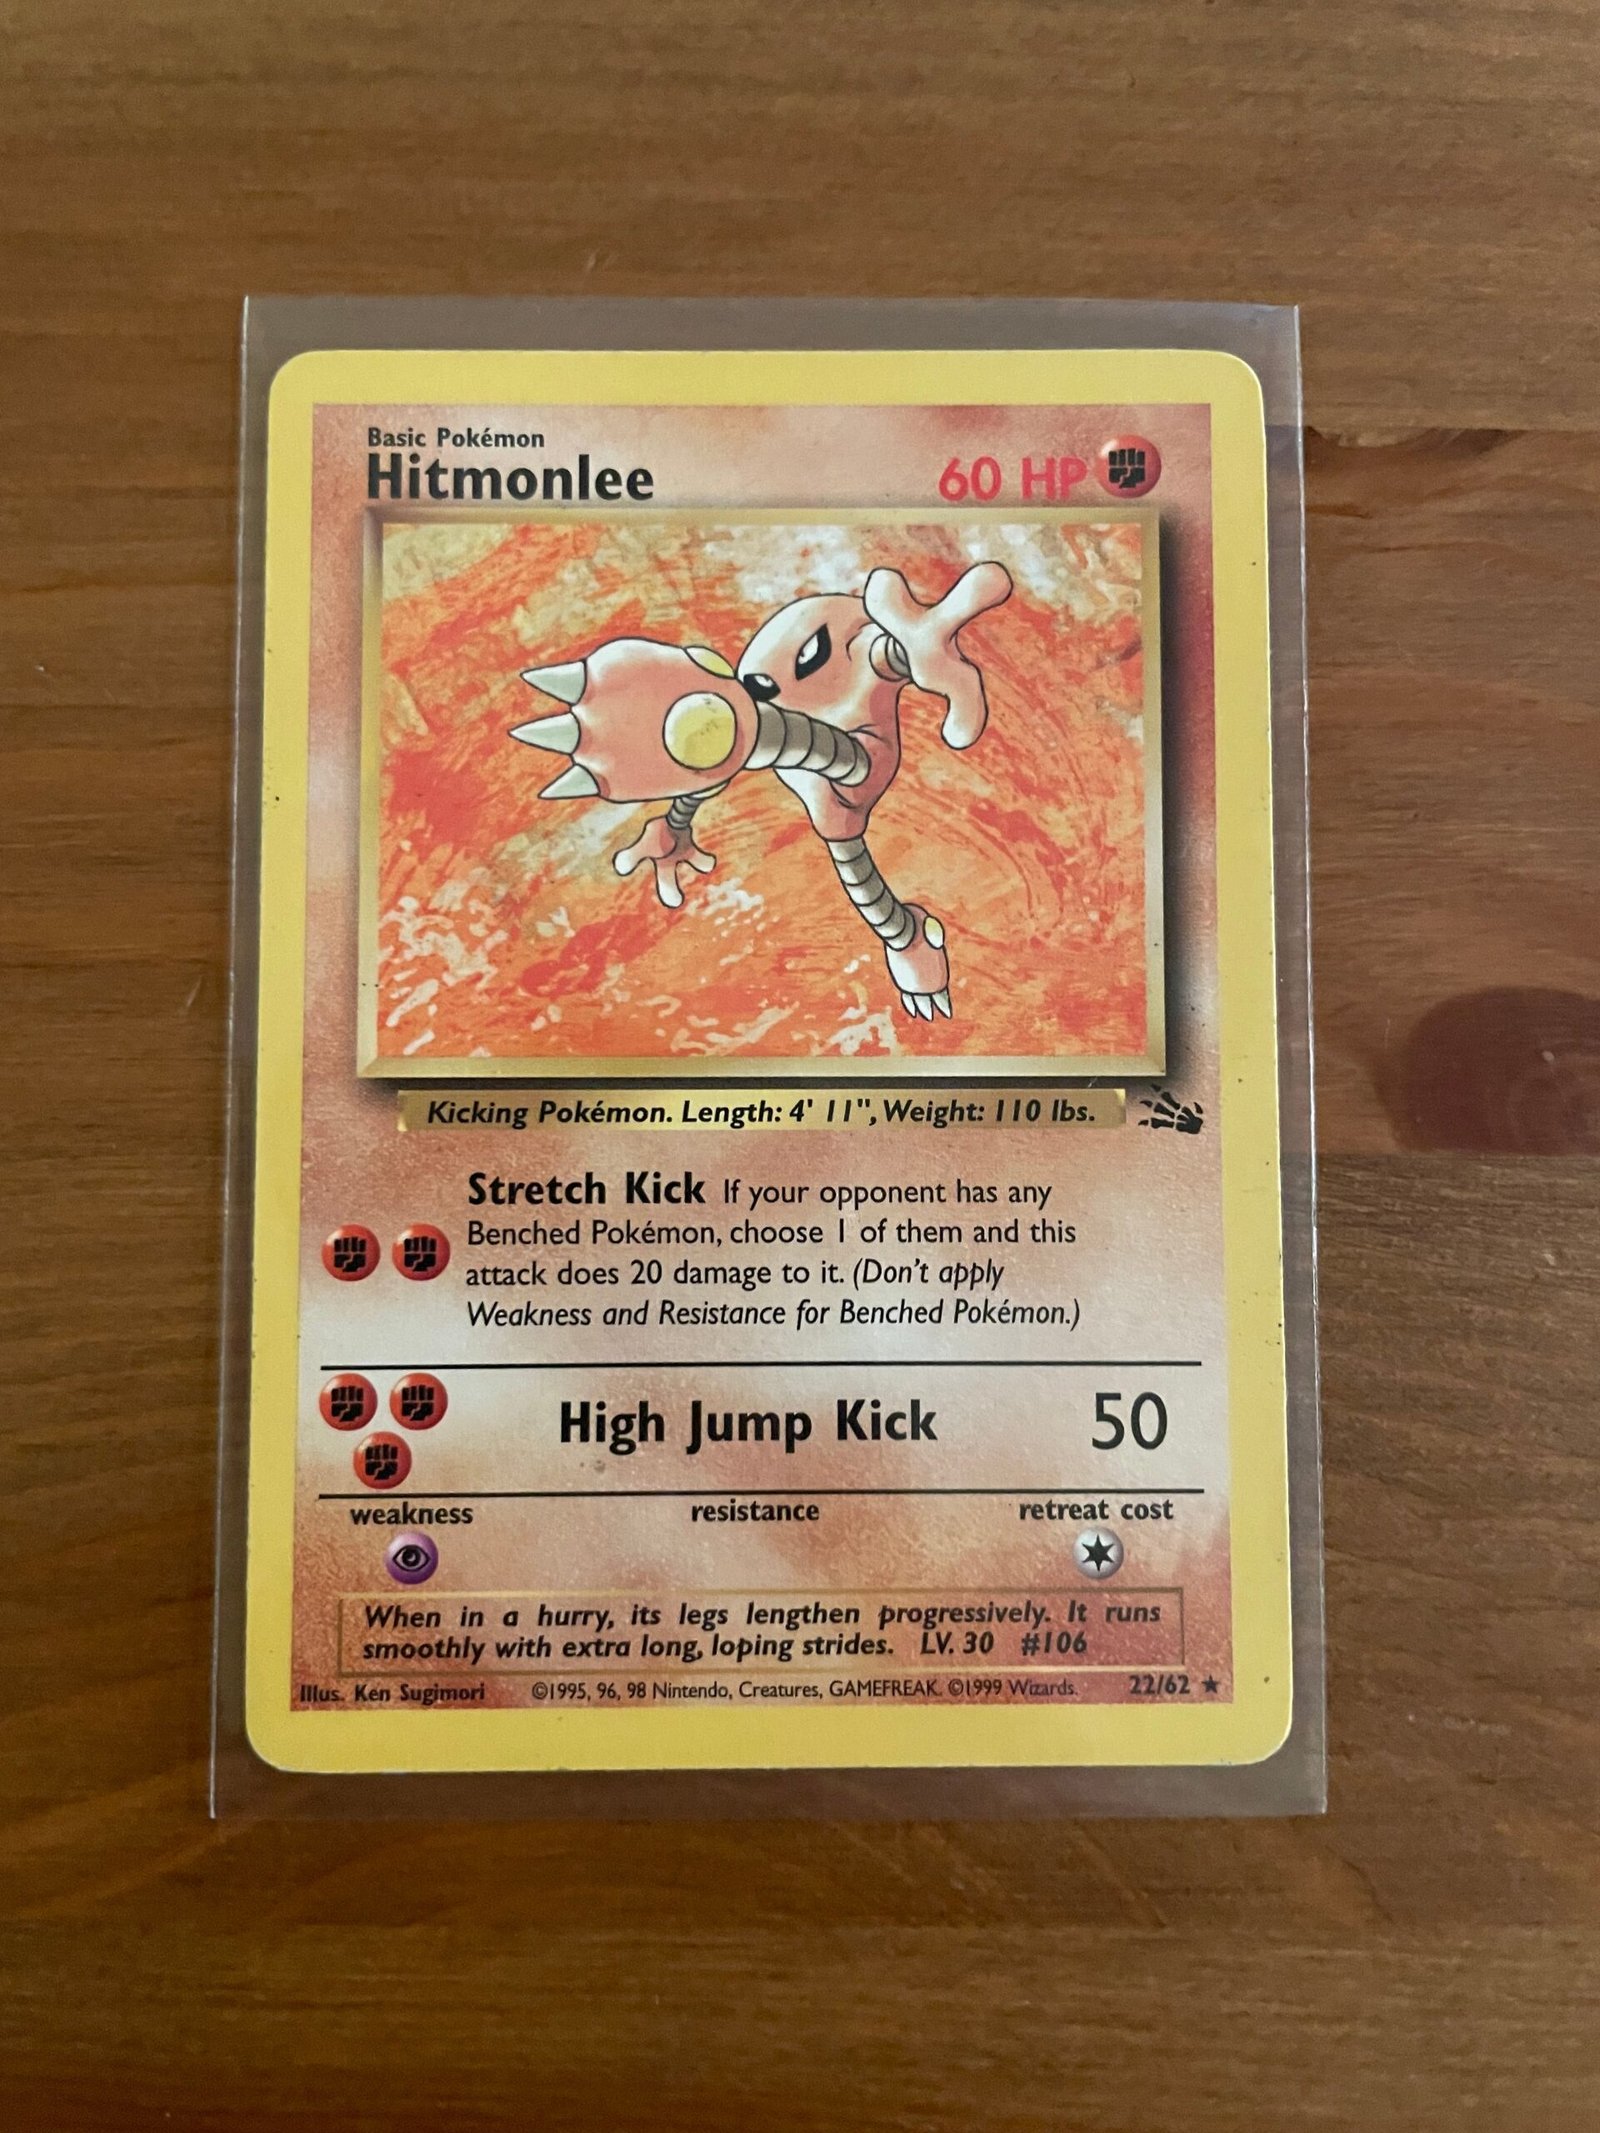 Basic Pokémon
Hitmonlee
60 HP
Kicking Pokémon. Length: 4' 11", Weight: 110 lbs.
Stretch Kick If your opponent has any
Benched Pokémon, choose 1 of them and this
attack does 20 damage to it. (Don't apply
Weakness and Resistance for Benched Pokémon.)
High Jump Kick 50
weakness resistance retreat cost
When in a hurry, its legs lengthen progressively. It runs
smoothly with extra long, loping strides. LV. 30 #106
Illus. Ken Sugimori ©1995, 96, 98 Nintendo, Creatures, GAMEFREAK. ©1999 Wizards. 22/62 ★